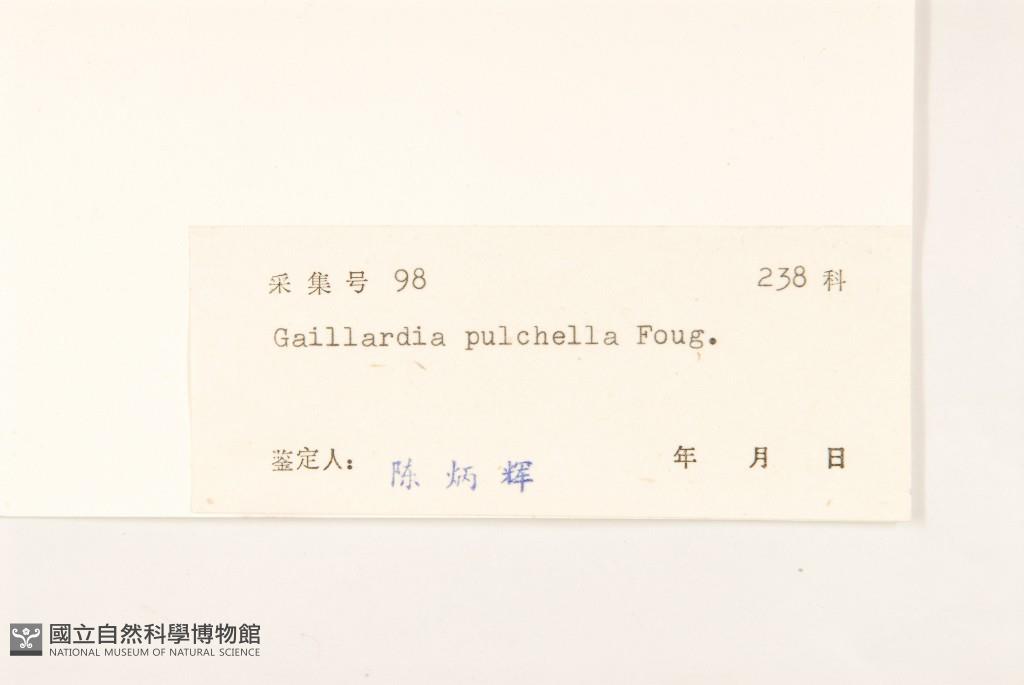 采集号 98 238 科
Gaillardia pulchella Foug.
鉴定人: 陈炳辉 年 月 日
國立自然科學博物館
NATIONAL MUSEUM OF NATURAL SCIENCE